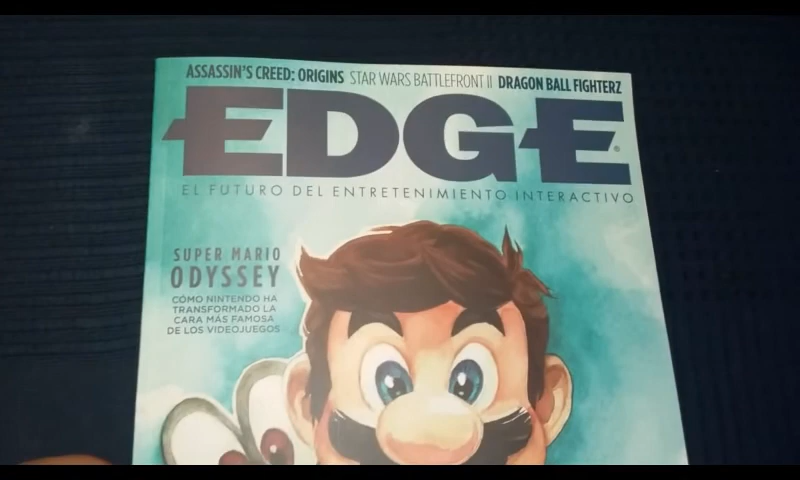 ASSASSIN'S CREED: ORIGINS STAR WARS BATTLEFRONT II DRAGON BALL FIGHTERZ
EDGE®
EL FUTURO DEL ENTRETENIMIENTO INTERACTIVO
SUPER MARIO
ODYSSEY
CÓMO NINTENDO HA
TRANSFORMADO LA
CARA MÁS FAMOSA
DE LOS VIDEOJUEGOS